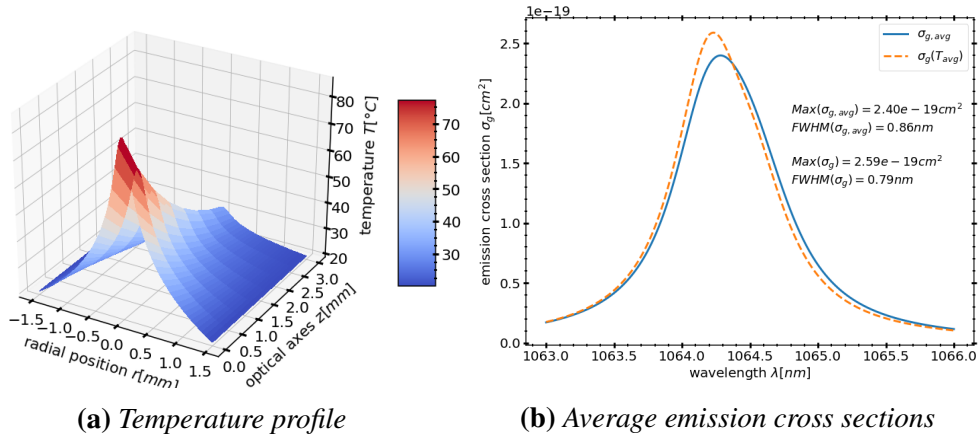 80
70
60
50
40
30
20
temperature T[°C]
70
60
50
40
30
−1.5
−1.0
−0.5
0.0
0.5
1.0
1.5
radial position r[mm]
0.0
0.5
1.0
1.5
2.0
2.5
3.0
optical axes z[mm]
(a) Temperature profile
1e−19
2.5
2.0
1.5
1.0
0.5
0.0
emission cross section σg[cm²]
σg,avg
σg(Tavg)
Max(σg,avg) = 2.40e − 19cm²
FWHM(σg,avg) = 0.86nm
Max(σg) = 2.59e − 19cm²
FWHM(σg) = 0.79nm
1063.0 1063.5 1064.0 1064.5 1065.0 1065.5 1066.0
wavelength λ[nm]
(b) Average emission cross sections